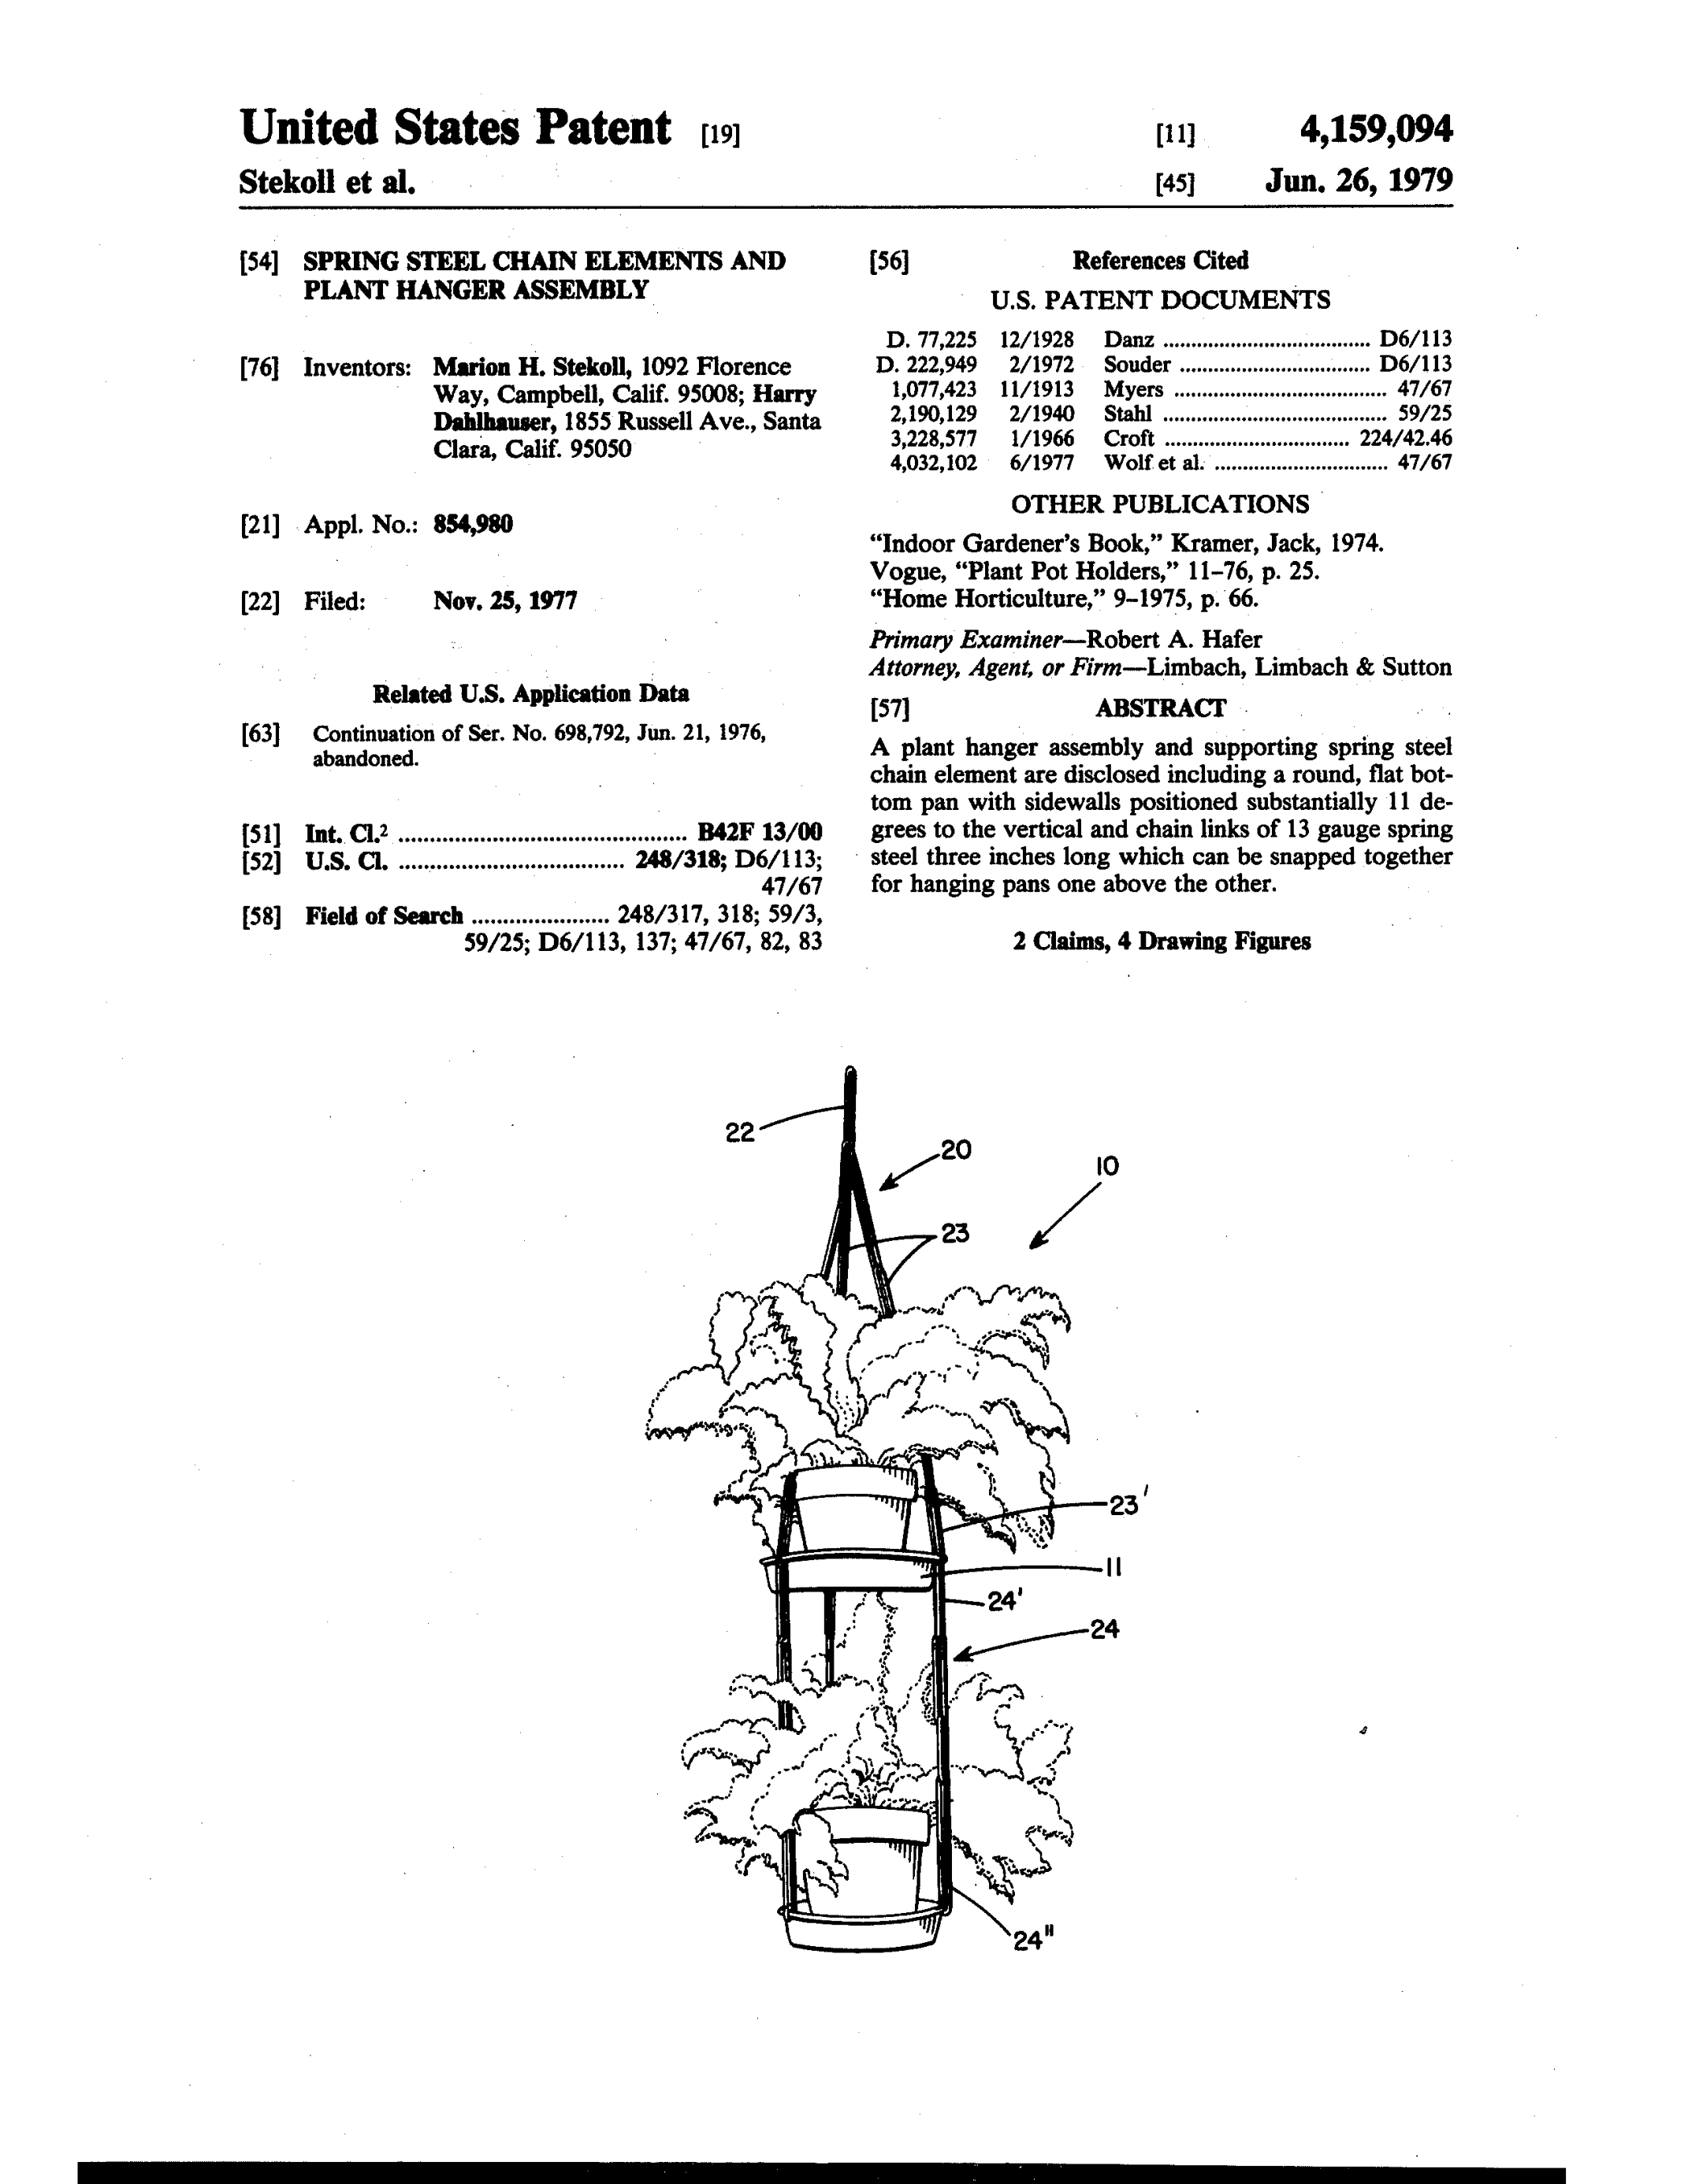 United States Patent [19]
Stekoll et al.
[11] 4,159,094
[45] Jun. 26, 1979
[54] SPRING STEEL CHAIN ELEMENTS AND
PLANT HANGER ASSEMBLY
[76] Inventors: Marion H. Stekoll, 1092 Florence
Way, Campbell, Calif. 95008; Harry
Dahlhauser, 1855 Russell Ave., Santa
Clara, Calif. 95050
[21] Appl. No.: 854,980
[22] Filed: Nov. 25, 1977
Related U.S. Application Data
[63] Continuation of Ser. No. 698,792, Jun. 21, 1976,
abandoned.
[51] Int. Cl.² ............................................. B42F 13/00
[52] U.S. Cl. .................................... 248/318; D6/113;
47/67
[58] Field of Search ...................... 248/317, 318; 59/3,
59/25; D6/113, 137; 47/67, 82, 83
[56] References Cited
U.S. PATENT DOCUMENTS
D. 77,225 12/1928 Danz ..................................... D6/113
D. 222,949 2/1972 Souder .................................. D6/113
1,077,423 11/1913 Myers ...................................... 47/67
2,190,129 2/1940 Stahl ........................................ 59/25
3,228,577 1/1966 Croft ................................. 224/42.46
4,032,102 6/1977 Wolf et al. ............................... 47/67
OTHER PUBLICATIONS
“Indoor Gardener's Book,” Kramer, Jack, 1974.
Vogue, “Plant Pot Holders,” 11–76, p. 25.
“Home Horticulture,” 9–1975, p. 66.
Primary Examiner—Robert A. Hafer
Attorney, Agent, or Firm—Limbach, Limbach & Sutton
[57] ABSTRACT
A plant hanger assembly and supporting spring steel
chain element are disclosed including a round, flat bot-
tom pan with sidewalls positioned substantially 11 de-
grees to the vertical and chain links of 13 gauge spring
steel three inches long which can be snapped together
for hanging pans one above the other.
2 Claims, 4 Drawing Figures
22
20
10
23
23'
11
24'
24
24"